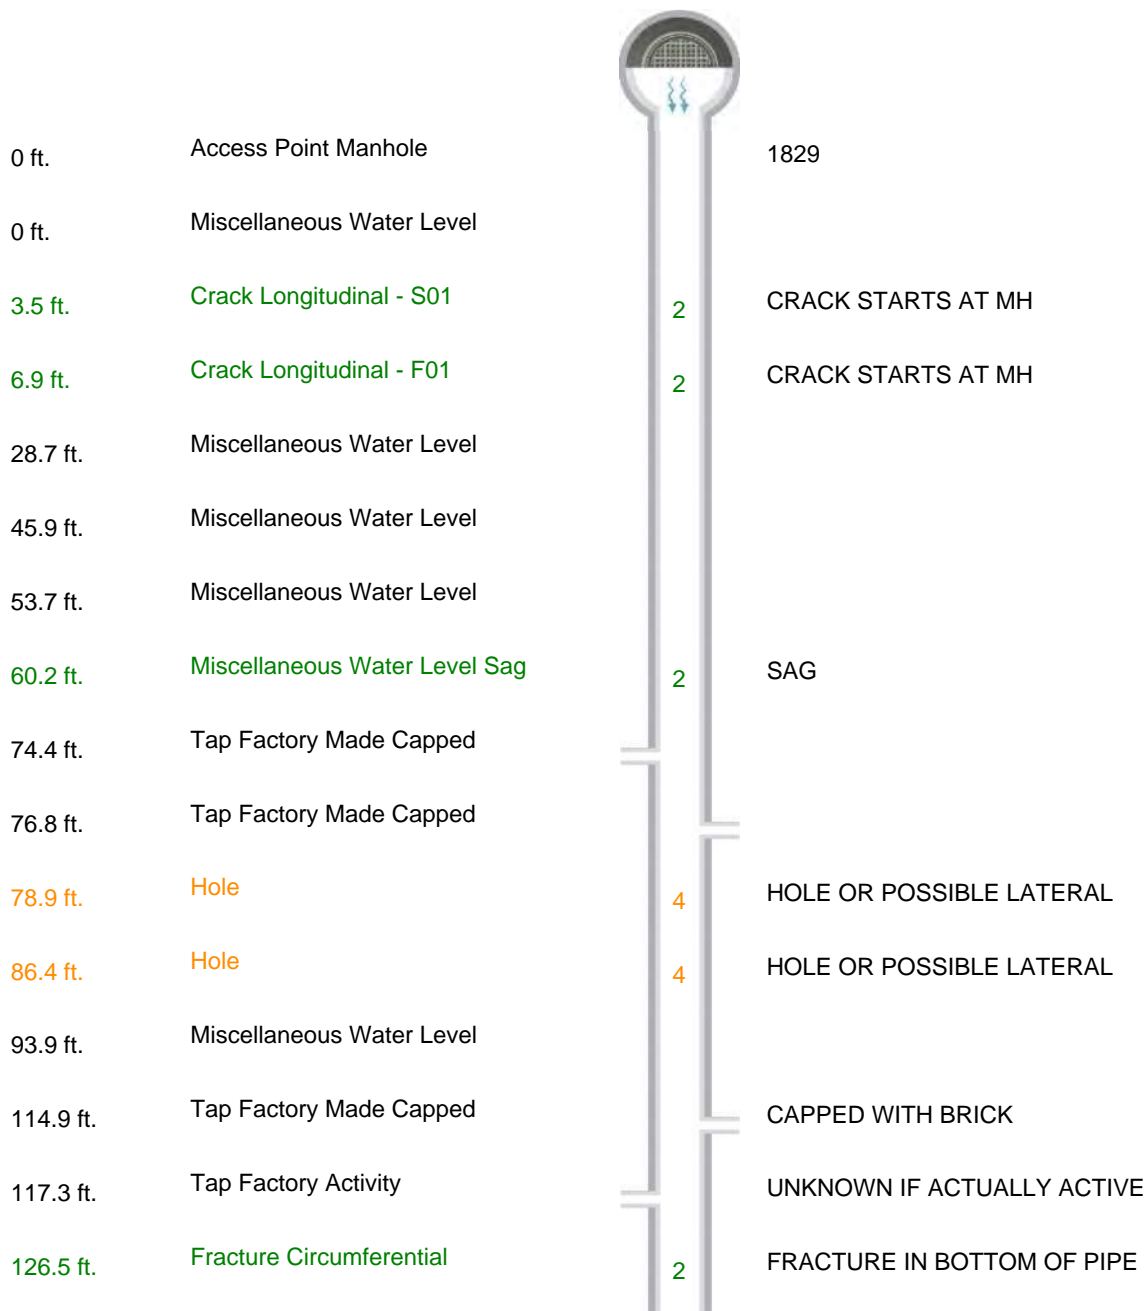 0 ft. Access Point Manhole 1829
0 ft. Miscellaneous Water Level
3.5 ft. Crack Longitudinal - S01 2 CRACK STARTS AT MH
6.9 ft. Crack Longitudinal - F01 2 CRACK STARTS AT MH
28.7 ft. Miscellaneous Water Level
45.9 ft. Miscellaneous Water Level
53.7 ft. Miscellaneous Water Level
60.2 ft. Miscellaneous Water Level Sag 2 SAG
74.4 ft. Tap Factory Made Capped
76.8 ft. Tap Factory Made Capped
78.9 ft. Hole 4 HOLE OR POSSIBLE LATERAL
86.4 ft. Hole 4 HOLE OR POSSIBLE LATERAL
93.9 ft. Miscellaneous Water Level
114.9 ft. Tap Factory Made Capped CAPPED WITH BRICK
117.3 ft. Tap Factory Activity UNKNOWN IF ACTUALLY ACTIVE
126.5 ft. Fracture Circumferential 2 FRACTURE IN BOTTOM OF PIPE